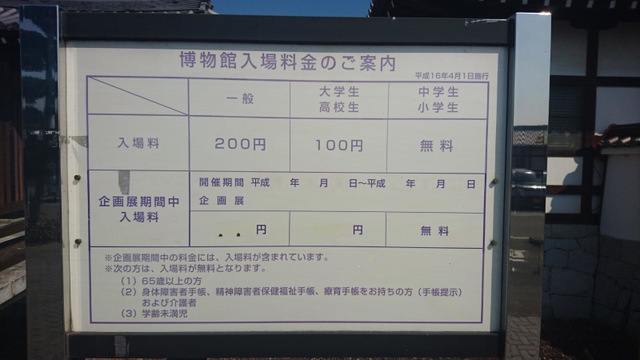 博物館入場料金のご案内
平成16年4月1日施行
一般 大学生 高校生 中学生 小学生
入場料 200円 100円 無料
企画展期間中 入場料
開催期間 平成 年 月 日～平成 年 月 日
企画展
円 円 無料
※企画展期間中の料金には、入場料が含まれています。
※次の方は、入場料が無料となります。
（1）65歳以上の方
（2）身体障害者手帳、精神障害者保健福祉手帳、療育手帳をお持ちの方（手帳提示）
および介護者
（3）学齢未満児